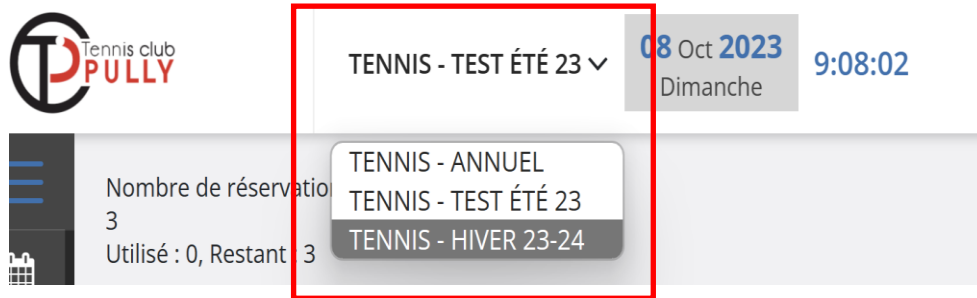 Tennis club
PULLY
TENNIS - TEST ÉTÉ 23
08 Oct 2023
Dimanche
9:08:02
TENNIS - ANNUEL
TENNIS - TEST ÉTÉ 23
TENNIS - HIVER 23-24
Nombre de réservatio
3
Utilisé : 0, Restant : 3